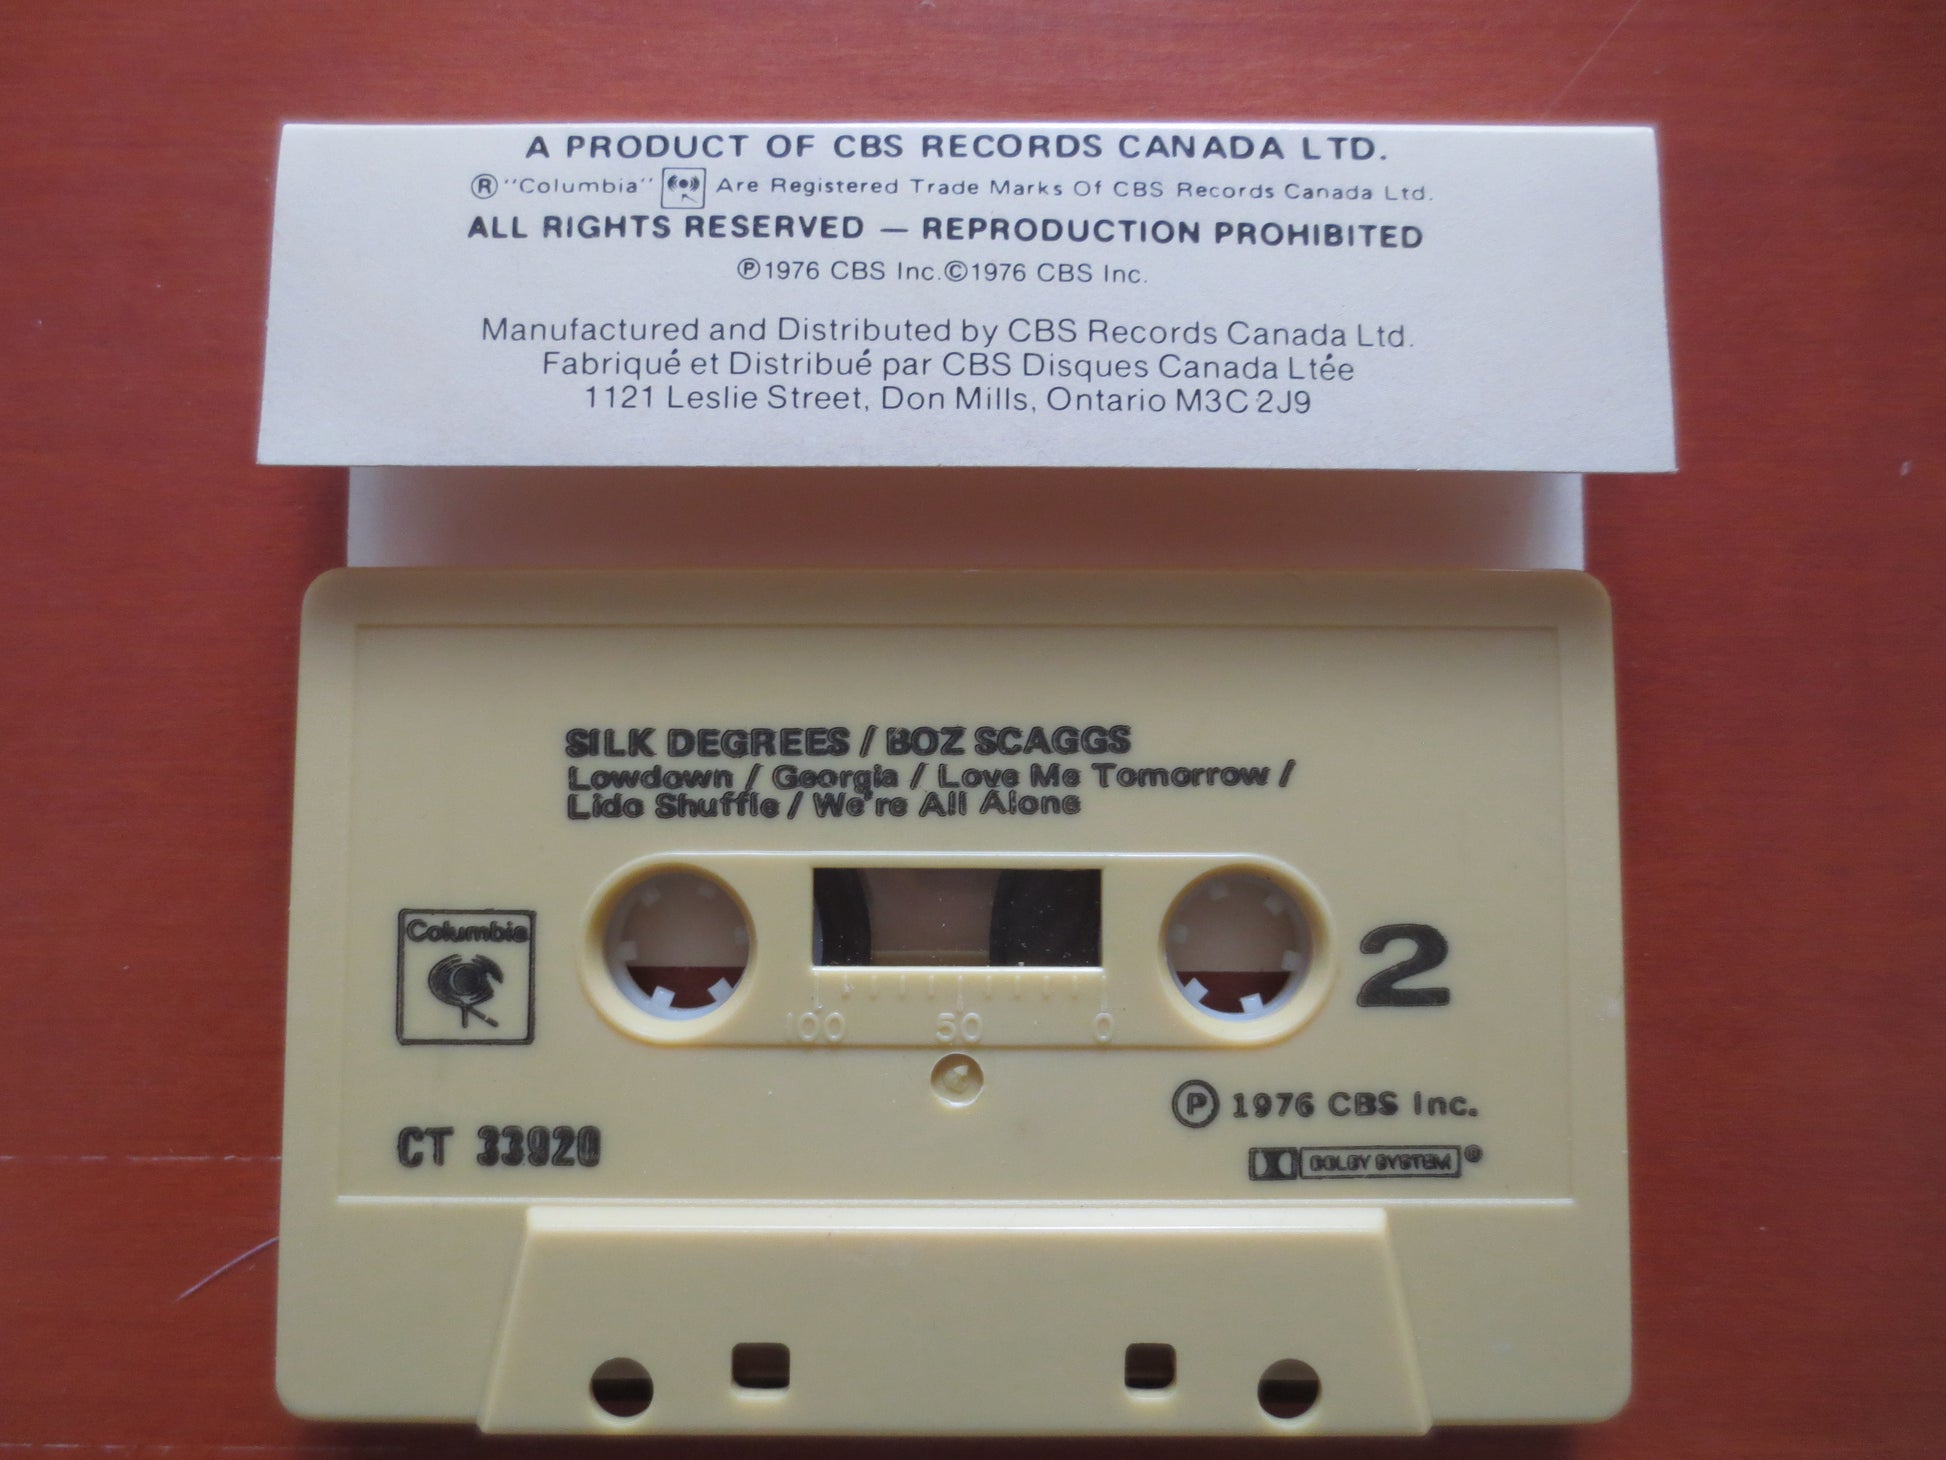 A PRODUCT OF CBS RECORDS CANADA LTD.
® "Columbia" Are Registered Trade Marks Of CBS Records Canada Ltd.
ALL RIGHTS RESERVED — REPRODUCTION PROHIBITED
℗1976 CBS Inc.©1976 CBS Inc.
Manufactured and Distributed by CBS Records Canada Ltd.
Fabriqué et Distribué par CBS Disques Canada Ltée
1121 Leslie Street, Don Mills, Ontario M3C 2J9
SILK DEGREES / BOZ SCAGGS
Lowdown / Georgia / Love Me Tomorrow /
Lido Shuffle / We're All Alone
Columbia
2
100 50 0
℗ 1976 CBS Inc.
CT 33920
DOLBY SYSTEM ®